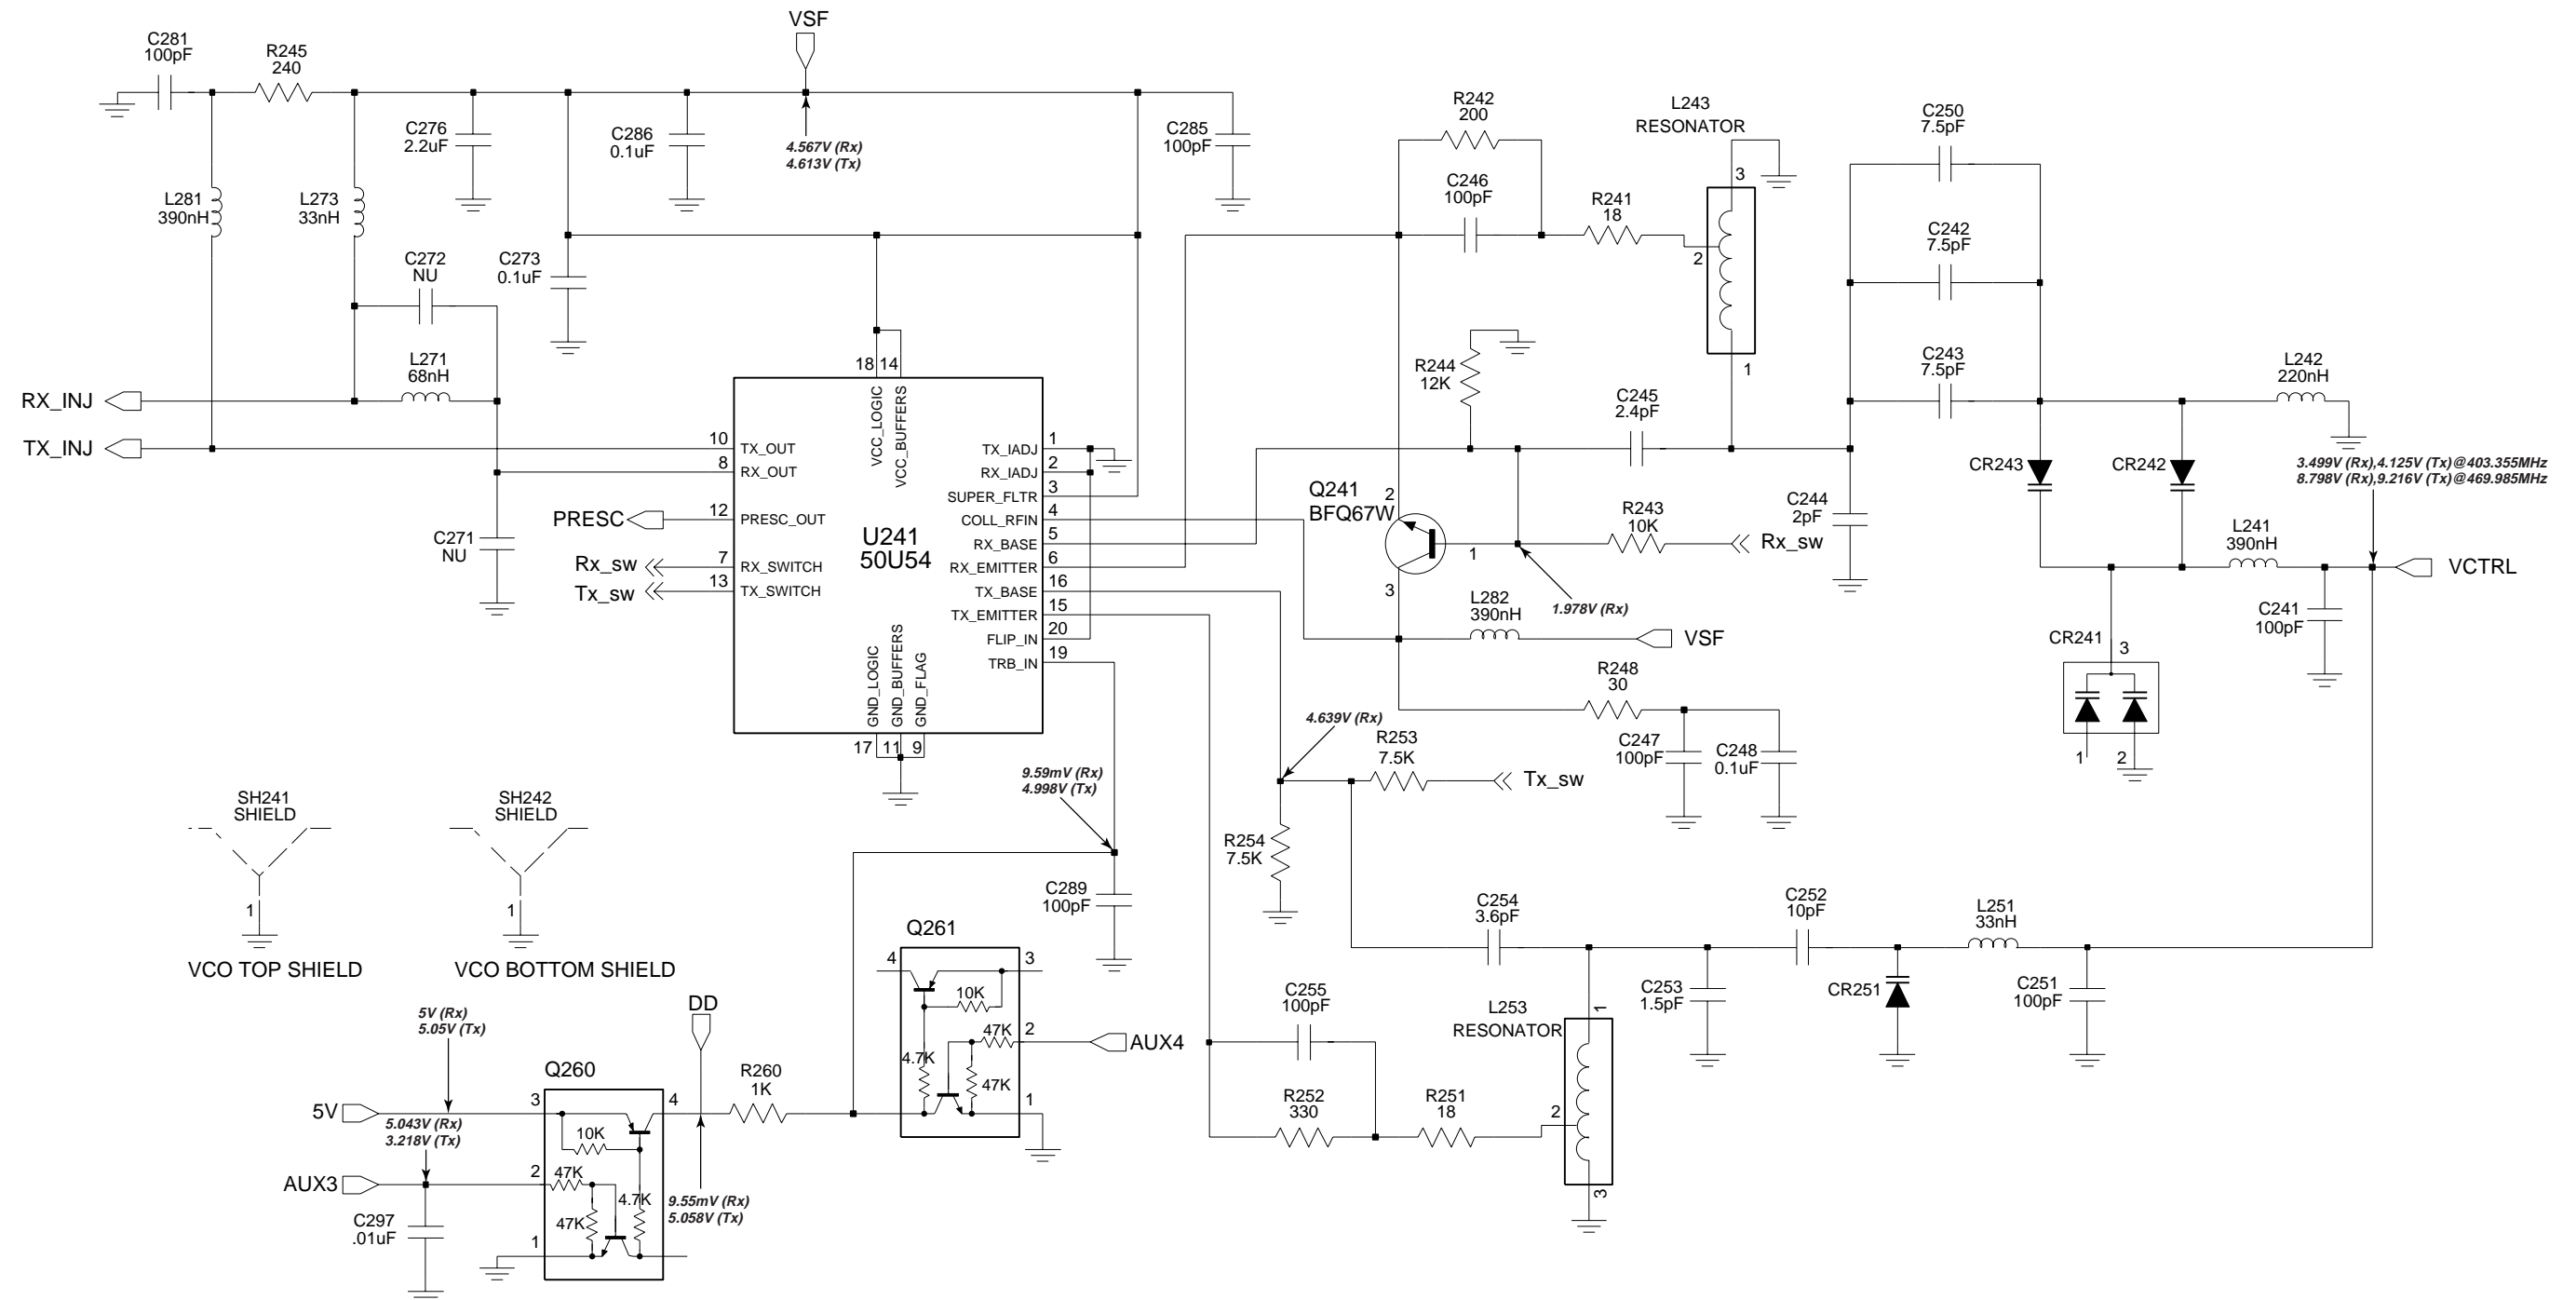 VSF
C281
100pF
R245
240
C276
2.2uF
C286
0.1uF
4.567V (Rx)
4.613V (Tx)
C285
100pF
R242
200
L243
RESONATOR
C250
7.5pF
L281
390nH
L273
33nH
C246
100pF
R241
18
3
2
1
C242
7.5pF
C272
NU
C273
0.1uF
L271
68nH
R244
12K
C245
2.4pF
C243
7.5pF
L242
220nH
RX_INJ
TX_INJ
18
14
VCC_LOGIC
VCC_BUFFERS
10
TX_OUT
8
RX_OUT
12
PRESC_OUT
7
RX_SWITCH
13
TX_SWITCH
PRESC
Rx_sw
Tx_sw
U241
50U54
TX_IADJ
1
RX_IADJ
2
SUPER_FLTR
3
COLL_RFIN
4
RX_BASE
5
RX_EMITTER
6
TX_BASE
16
TX_EMITTER
15
FLIP_IN
20
TRB_IN
19
GND_LOGIC
GND_BUFFERS
GND_FLAG
17
11
9
C271
NU
Q241
BFQ67W
2
1
3
R243
10K
Rx_sw
1.978V (Rx)
C244
2pF
CR243
CR242
3.499V (Rx),4.125V (Tx)@403.355MHz
8.798V (Rx),9.216V (Tx)@469.985MHz
L241
390nH
VCTRL
C241
100pF
CR241
3
1
2
L282
390nH
VSF
R248
30
C247
100pF
C248
0.1uF
4.639V (Rx)
R253
7.5K
Tx_sw
9.59mV (Rx)
4.998V (Tx)
R254
7.5K
SH241
SHIELD
1
VCO TOP SHIELD
SH242
SHIELD
1
VCO BOTTOM SHIELD
C289
100pF
C254
3.6pF
C252
10pF
L251
33nH
Q261
4
3
10K
47K
2
AUX4
4.7K
47K
1
C255
100pF
L253
RESONATOR
1
2
3
C253
1.5pF
CR251
C251
100pF
R252
330
R251
18
DD
R260
1K
5V (Rx)
5.05V (Tx)
Q260
5V
3
4
5.043V (Rx)
3.218V (Tx)
10K
AUX3
2
47K
4.7K
47K
1
9.55mV (Rx)
5.058V (Tx)
C297
.01uF